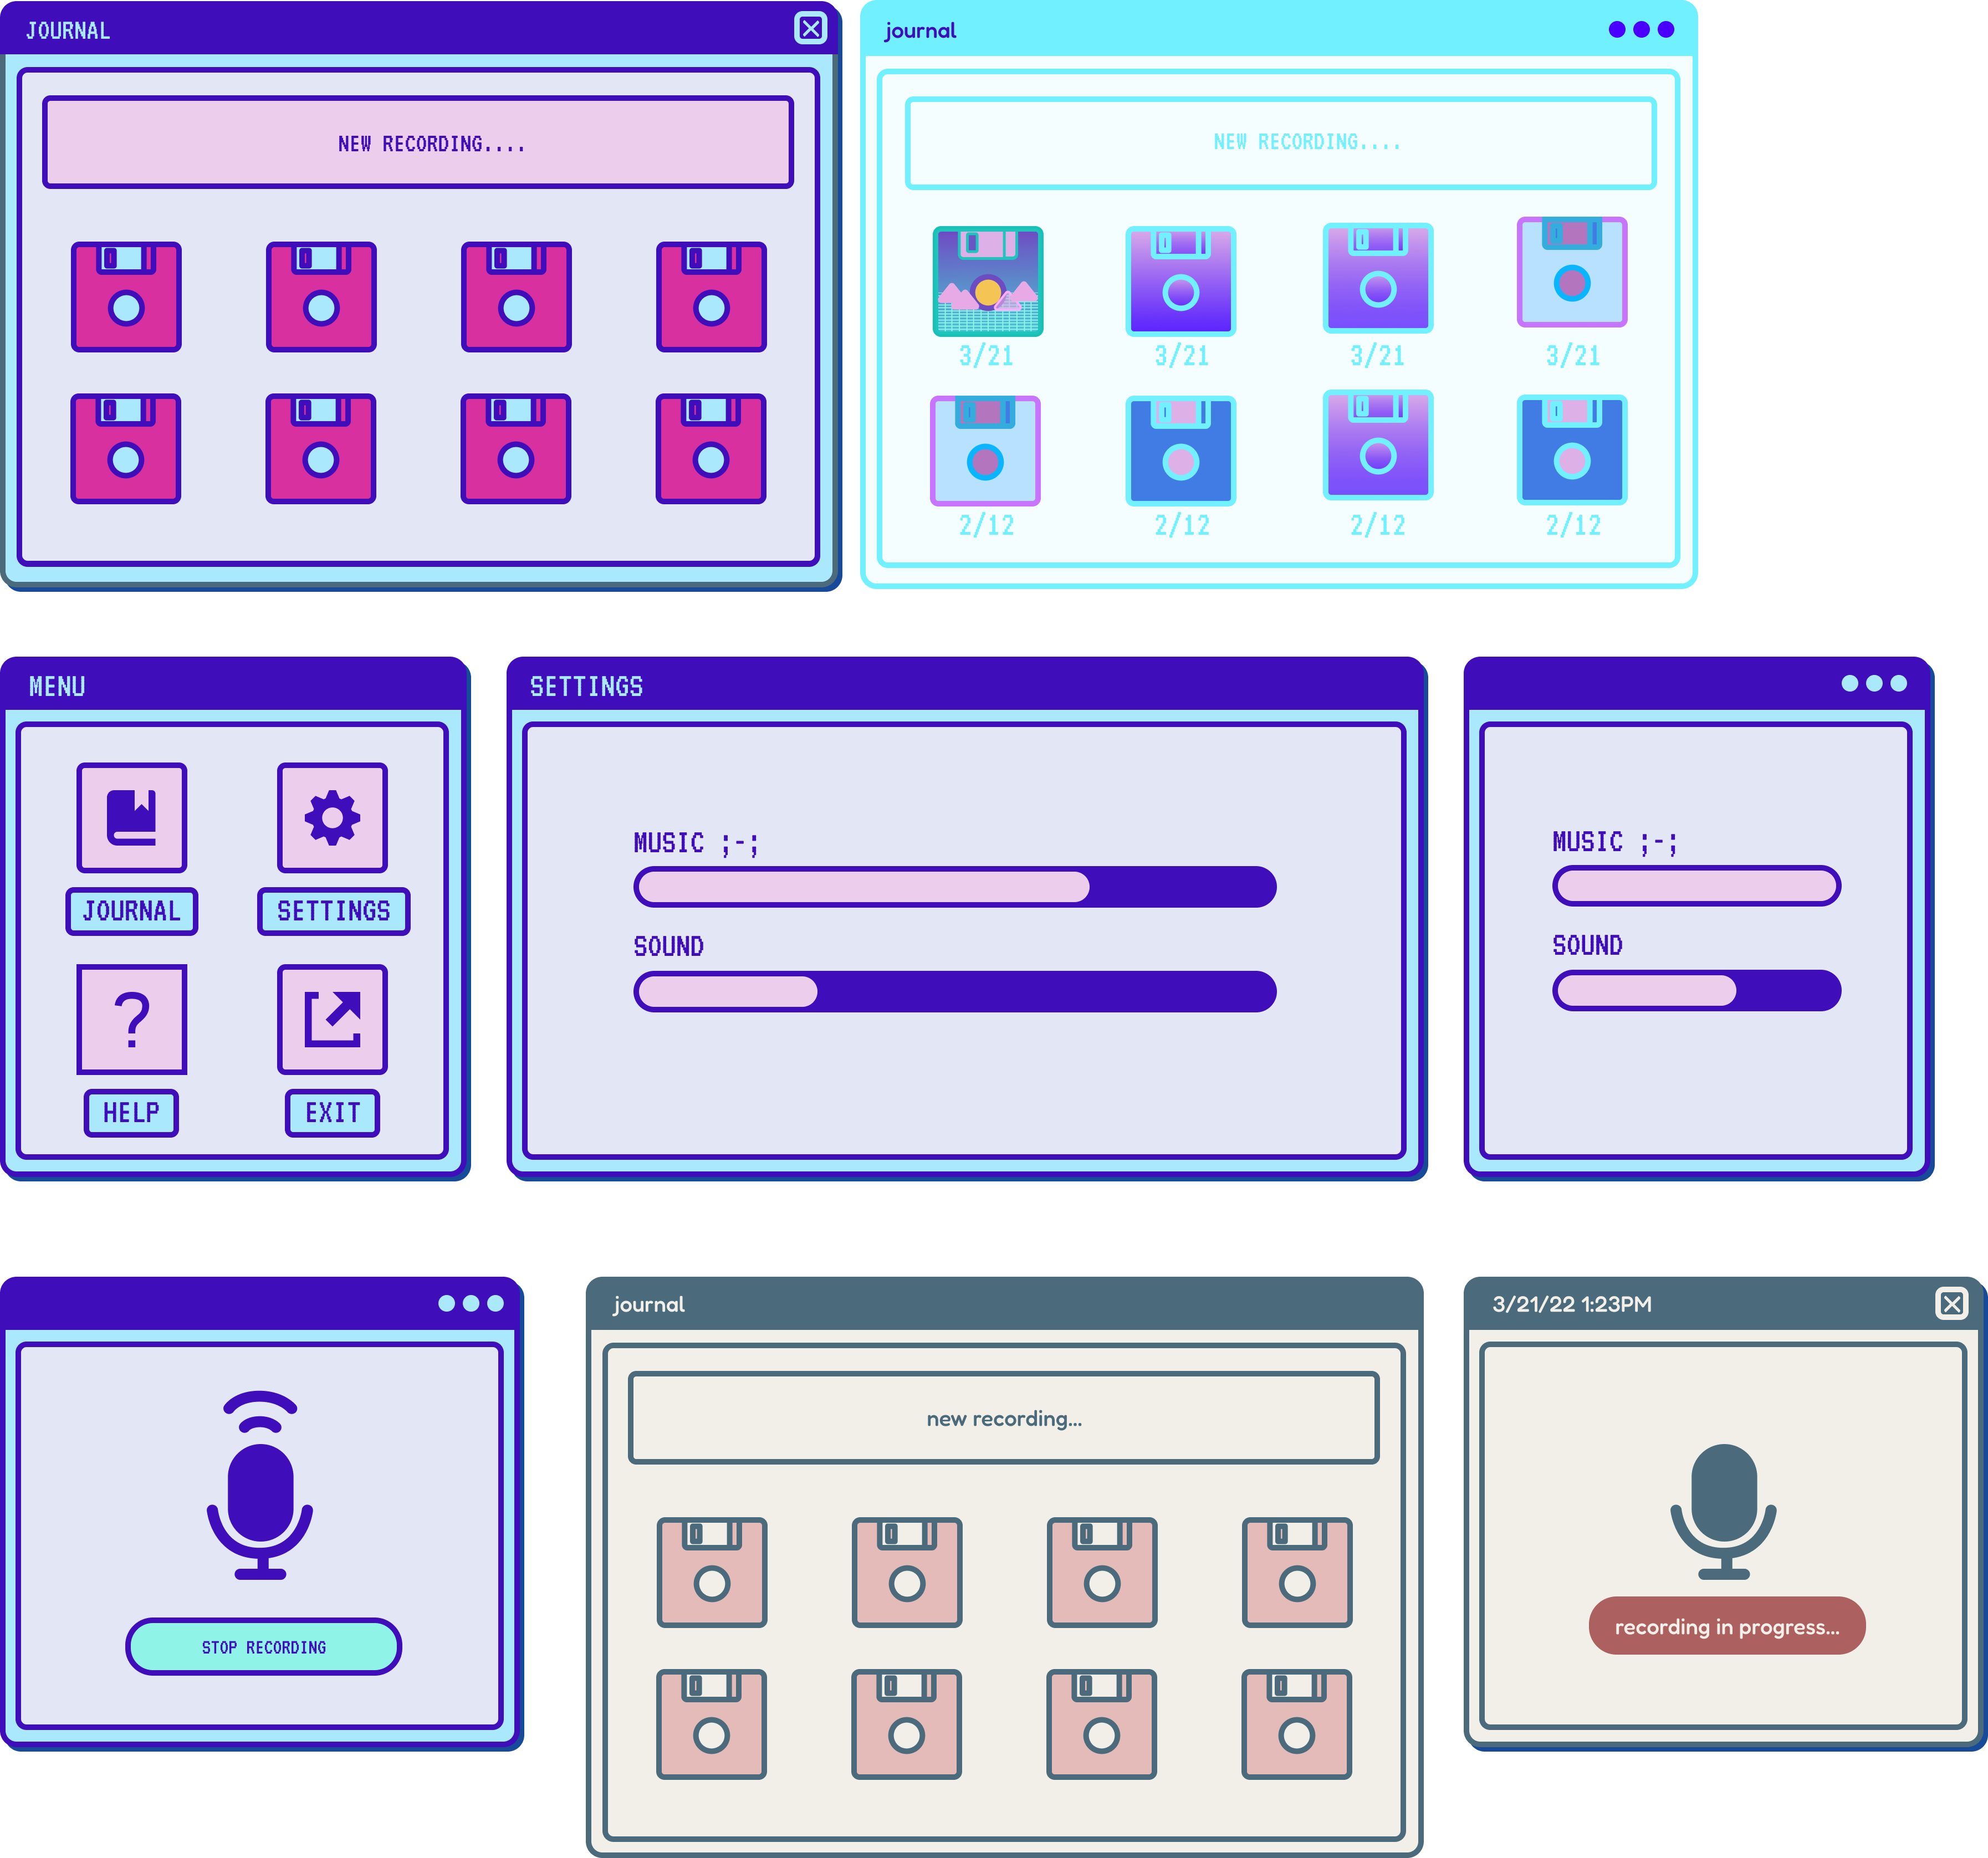 JOURNAL
NEW RECORDING....
journal
NEW RECORDING....
3/21
3/21
3/21
3/21
2/12
2/12
2/12
2/12
MENU
JOURNAL
SETTINGS
?
HELP
EXIT
SETTINGS
MUSIC ;-;
SOUND
MUSIC ;-;
SOUND
STOP RECORDING
journal
new recording...
3/21/22 1:23PM
recording in progress...